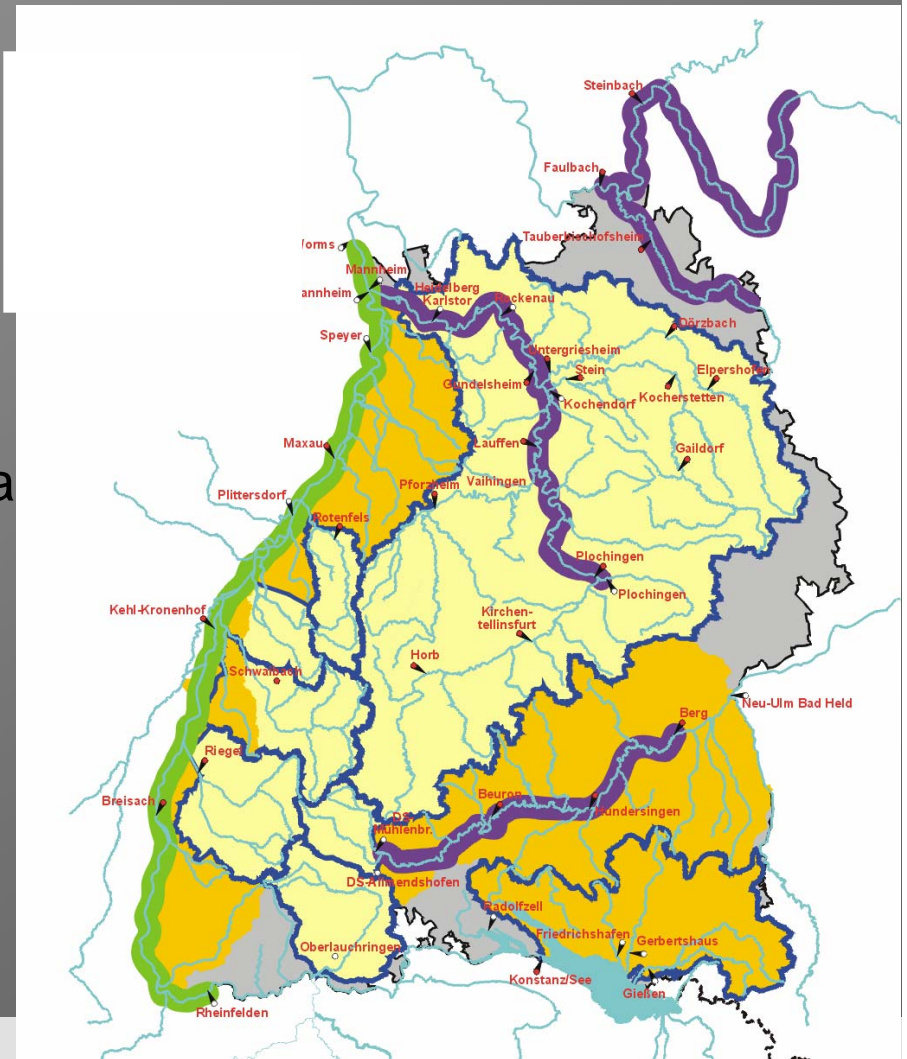 Steinbach
Faulbach
Tauberbischofsheim
Mannheim
Heidelberg
Karlstor
Rockenau
Speyer
Dörzbach
Untergriesheim
Stein
Elpershofen
Gundelsheim
Kochendorf
Kocherstetten
Lauffen
Maxau
Gaildorf
Vaihingen
Pforzheim
a
Plittersdorf
Rotenfels
Plochingen
Plochingen
Kehl-Kronenhof
Kirchen-
tellinsfurt
Horb
Schwaibach
Neu-Ulm Bad Held
Berg
Riegel
Beuron
Breisach
Hundersingen
DS-
Mühlenbr.
DS-Allmendshofen
Radolfzell
Friedrichshafen
Gerbertshaus
Oberlauchringen
Konstanz/See
Gießen
Rheinfelden